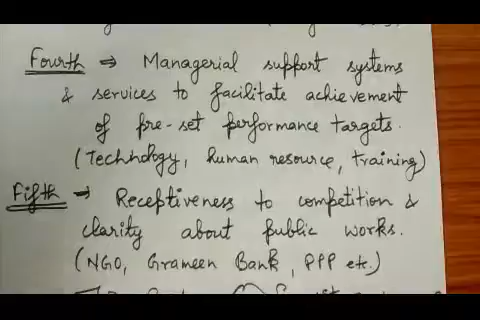 Fourth ⇒ Managerial support systems
& services to facilitate achievement
of pre-set performance targets.
(Technology, human resource, training)
Fifth → Receptiveness to competition &
clarity about public works.
(NGO, Grameen Bank, PPP etc.)